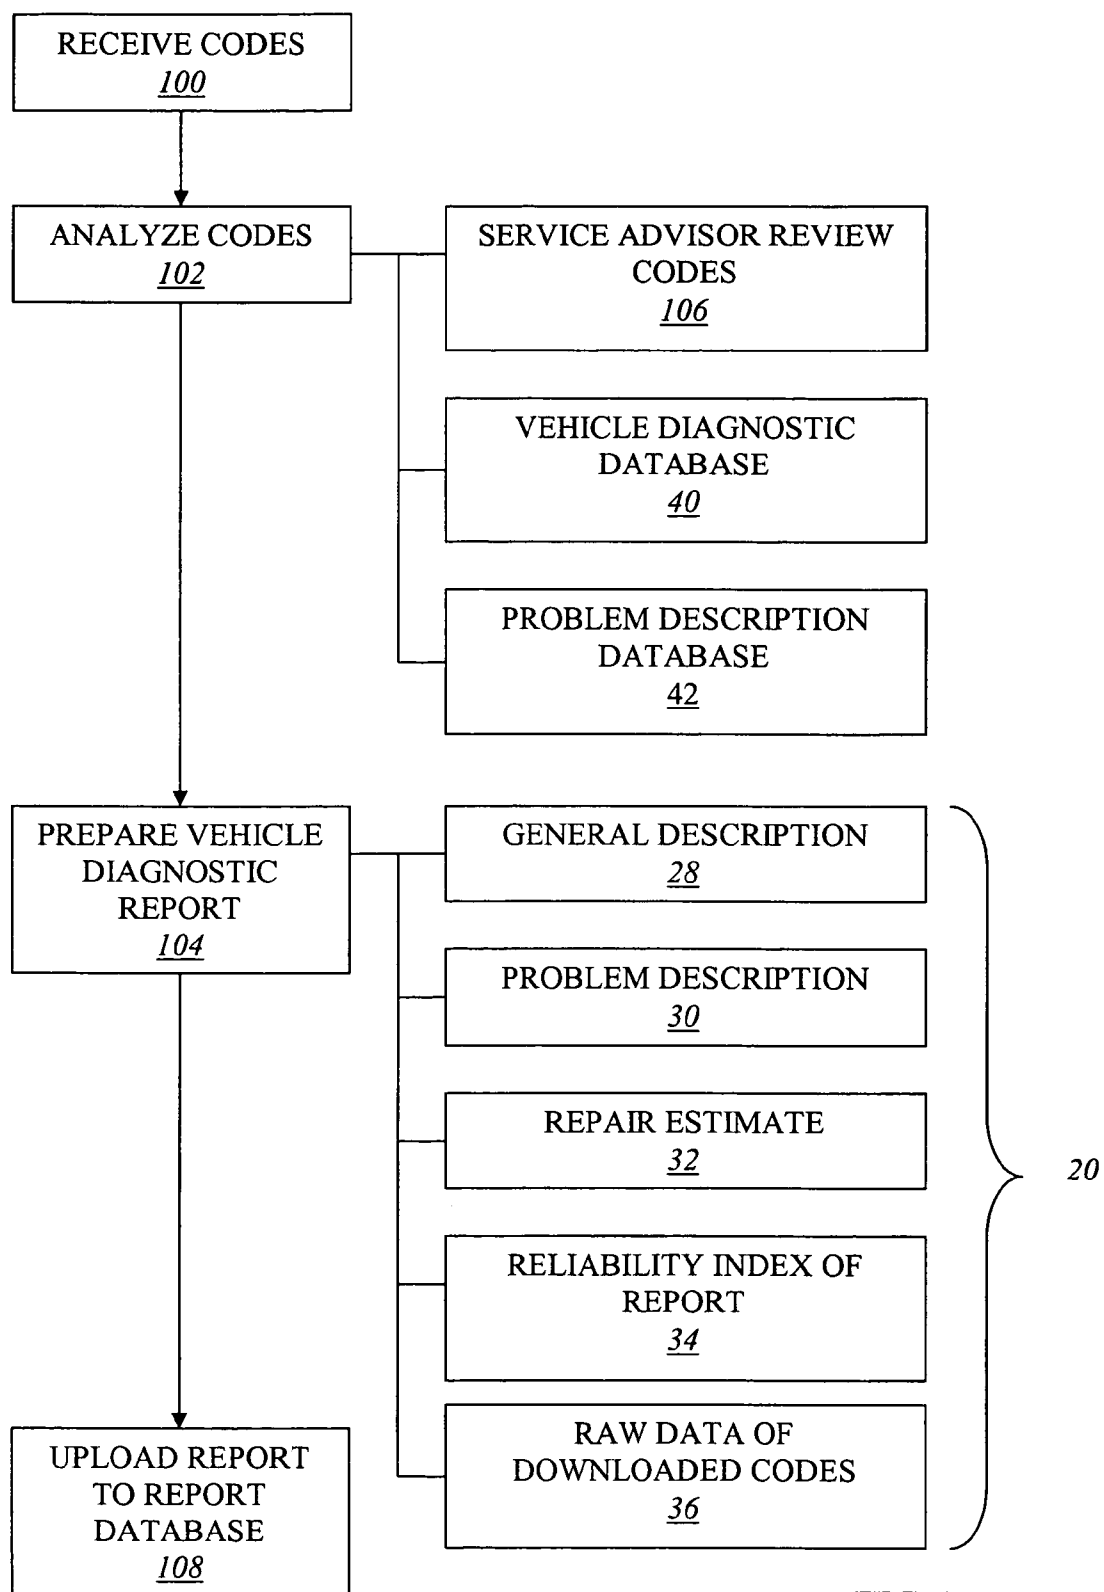 RECEIVE CODES
100
ANALYZE CODES
102
SERVICE ADVISOR REVIEW
CODES
106
VEHICLE DIAGNOSTIC
DATABASE
40
PROBLEM DESCRIPTION
DATABASE
42
PREPARE VEHICLE
DIAGNOSTIC
REPORT
104
GENERAL DESCRIPTION
28
PROBLEM DESCRIPTION
30
REPAIR ESTIMATE
32
RELIABILITY INDEX OF
REPORT
34
RAW DATA OF
DOWNLOADED CODES
36
20
UPLOAD REPORT
TO REPORT
DATABASE
108